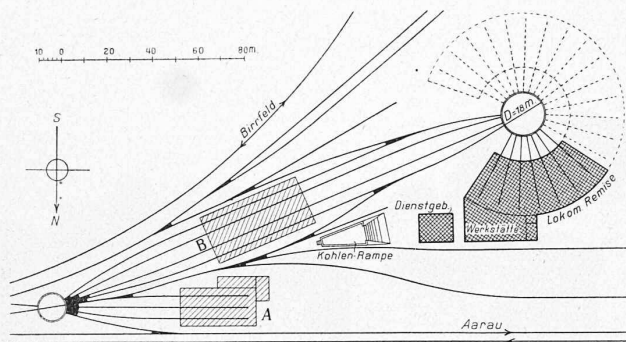 10 0 20 40 60 80 m.
S
N
Birrfeld
D=18.m
B
Dienstgeb.
Werkstätte
Lokom Remise
Kohlen-Rampe
A
Aarau